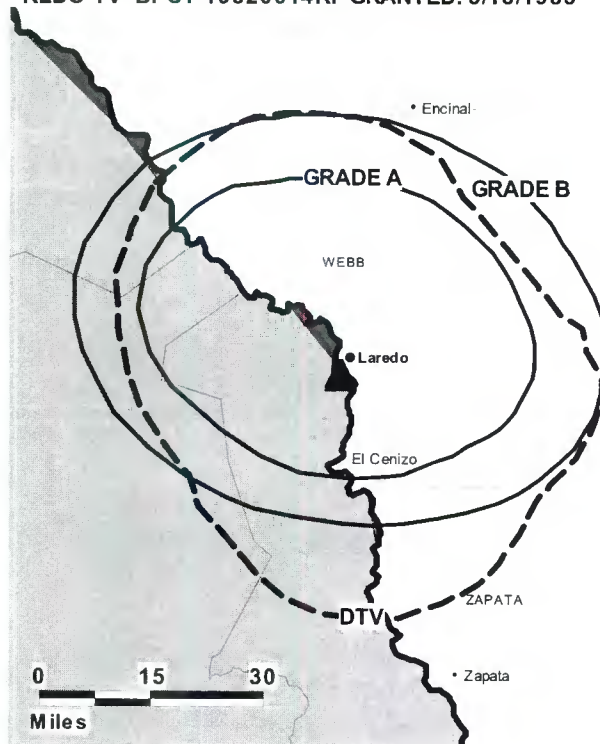 Encinal
GRADE A
GRADE B
WEBB
Laredo
El Cenizo
ZAPATA
DTV
Zapata
0 15 30
Miles